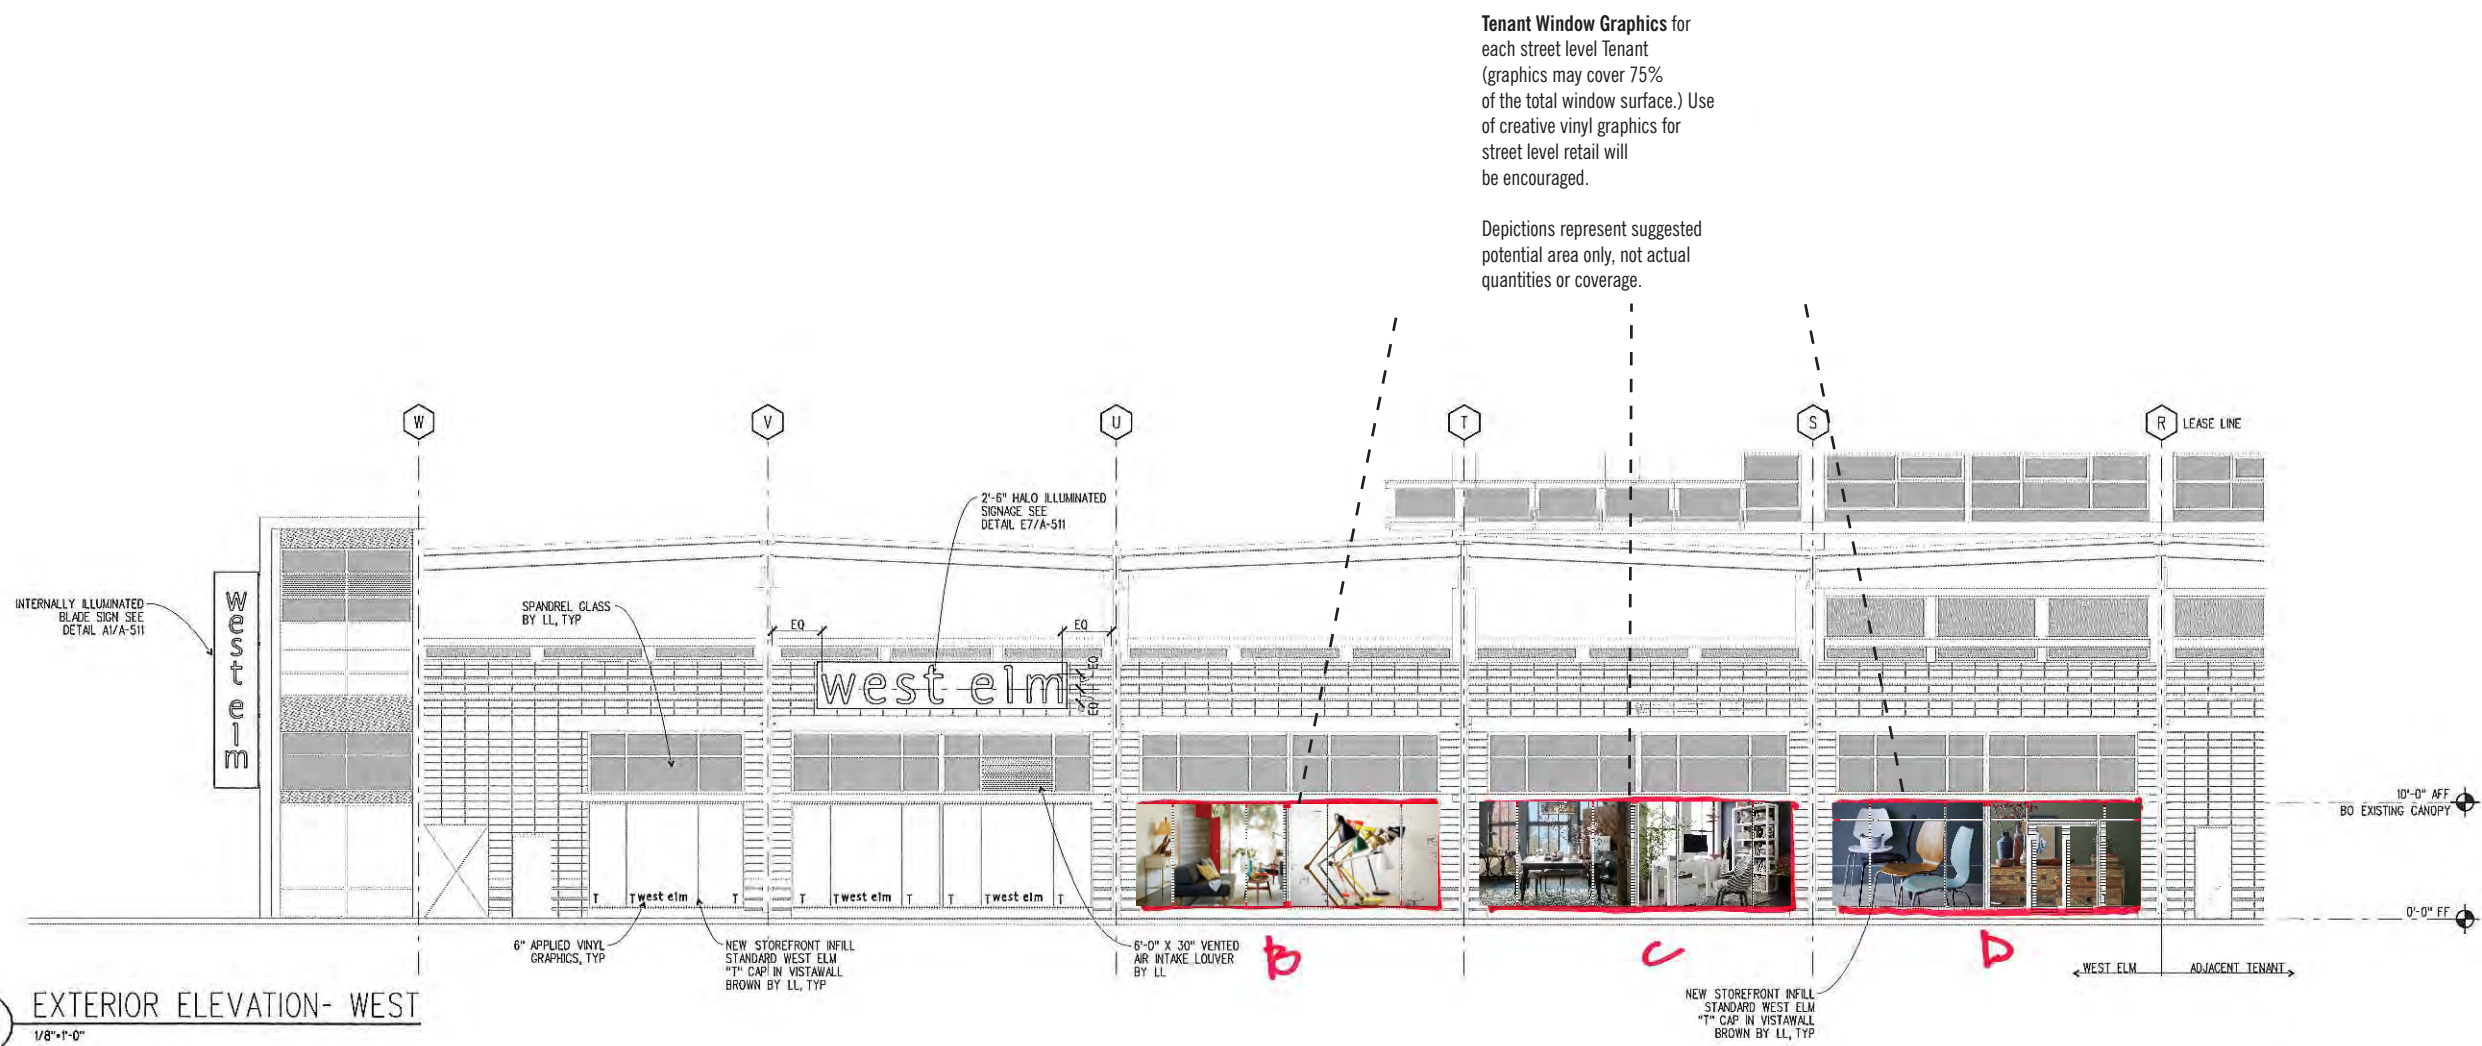 Tenant Window Graphics for
each street level Tenant
(graphics may cover 75%
of the total window surface.) Use
of creative vinyl graphics for
street level retail will
be encouraged.
Depictions represent suggested
potential area only, not actual
quantities or coverage.
W
V
U
T
S
R
LEASE LINE
2'-6" HALO ILLUMINATED
SIGNAGE SEE
DETAIL E7/A-511
INTERNALLY ILLUMINATED
BLADE SIGN SEE
DETAIL A1/A-511
west elm
SPANDREL GLASS
BY LL, TYP
EQ
EQ
EQ
EQ
west elm
10'-0" AFF
BO EXISTING CANOPY
T
T
west elm
T
T
T
west elm
T
T
T
west elm
T
0'-0" FF
6" APPLIED VINYL
GRAPHICS, TYP
NEW STOREFRONT INFILL
STANDARD WEST ELM
"T" CAP IN VISTAWALL
BROWN BY LL, TYP
6'-0" X 30" VENTED
AIR INTAKE LOUVER
BY LL
B
C
D
WEST ELM
ADJACENT TENANT
NEW STOREFRONT INFILL
STANDARD WEST ELM
"T" CAP IN VISTAWALL
BROWN BY LL, TYP
EXTERIOR ELEVATION- WEST
1/8"=1'-0"